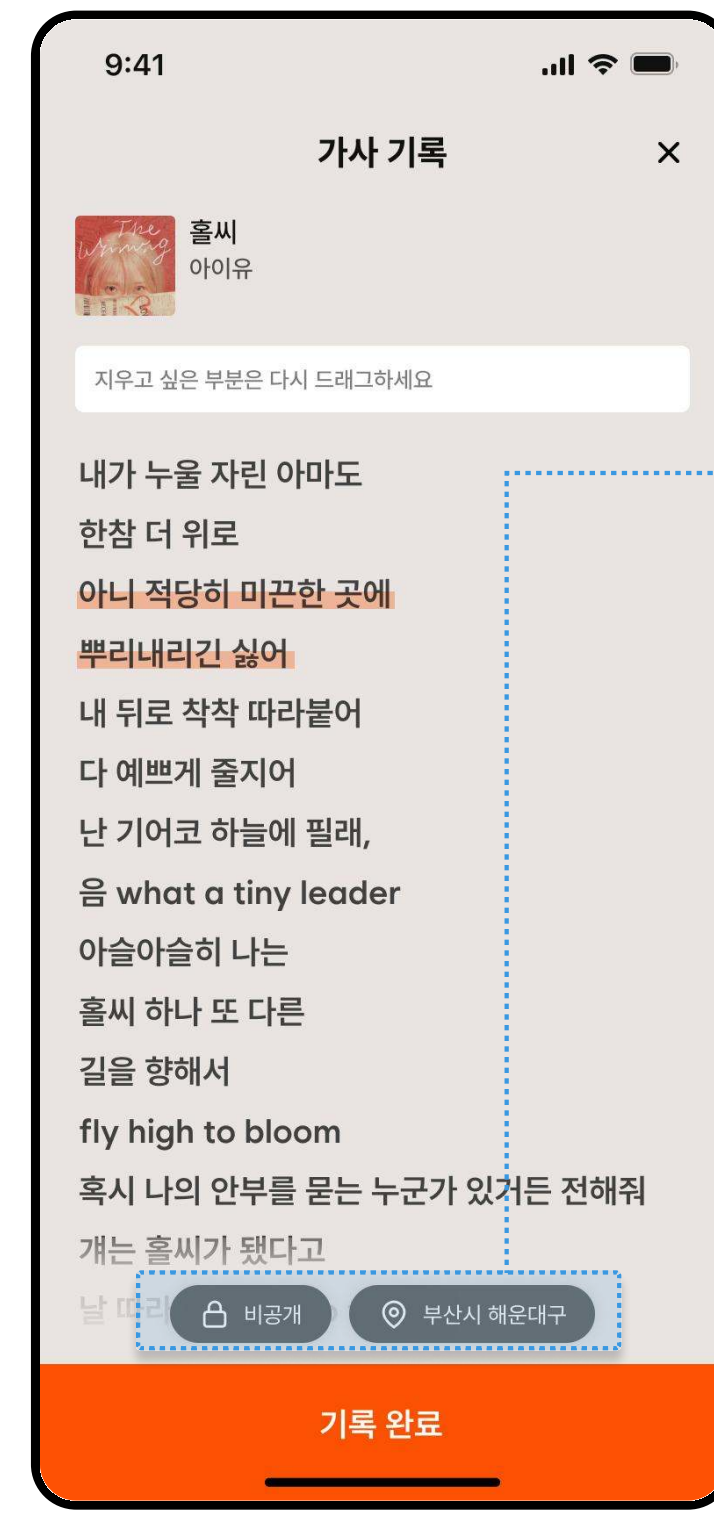 9:41
가사 기록
The
Winning
홀씨
아이유
지우고 싶은 부분은 다시 드래그하세요
내가 누울 자린 아마도
한참 더 위로
아니 적당히 미끈한 곳에
뿌리내리긴 싫어
내 뒤로 착착 따라붙어
다 예쁘게 줄지어
난 기어코 하늘에 필래,
음 what a tiny leader
아슬아슬히 나는
홀씨 하나 또 다른
길을 향해서
fly high to bloom
혹시 나의 안부를 묻는 누군가 있거든 전해줘
걔는 홀씨가 됐다고
날
비공개
부산시 해운대구
기록 완료